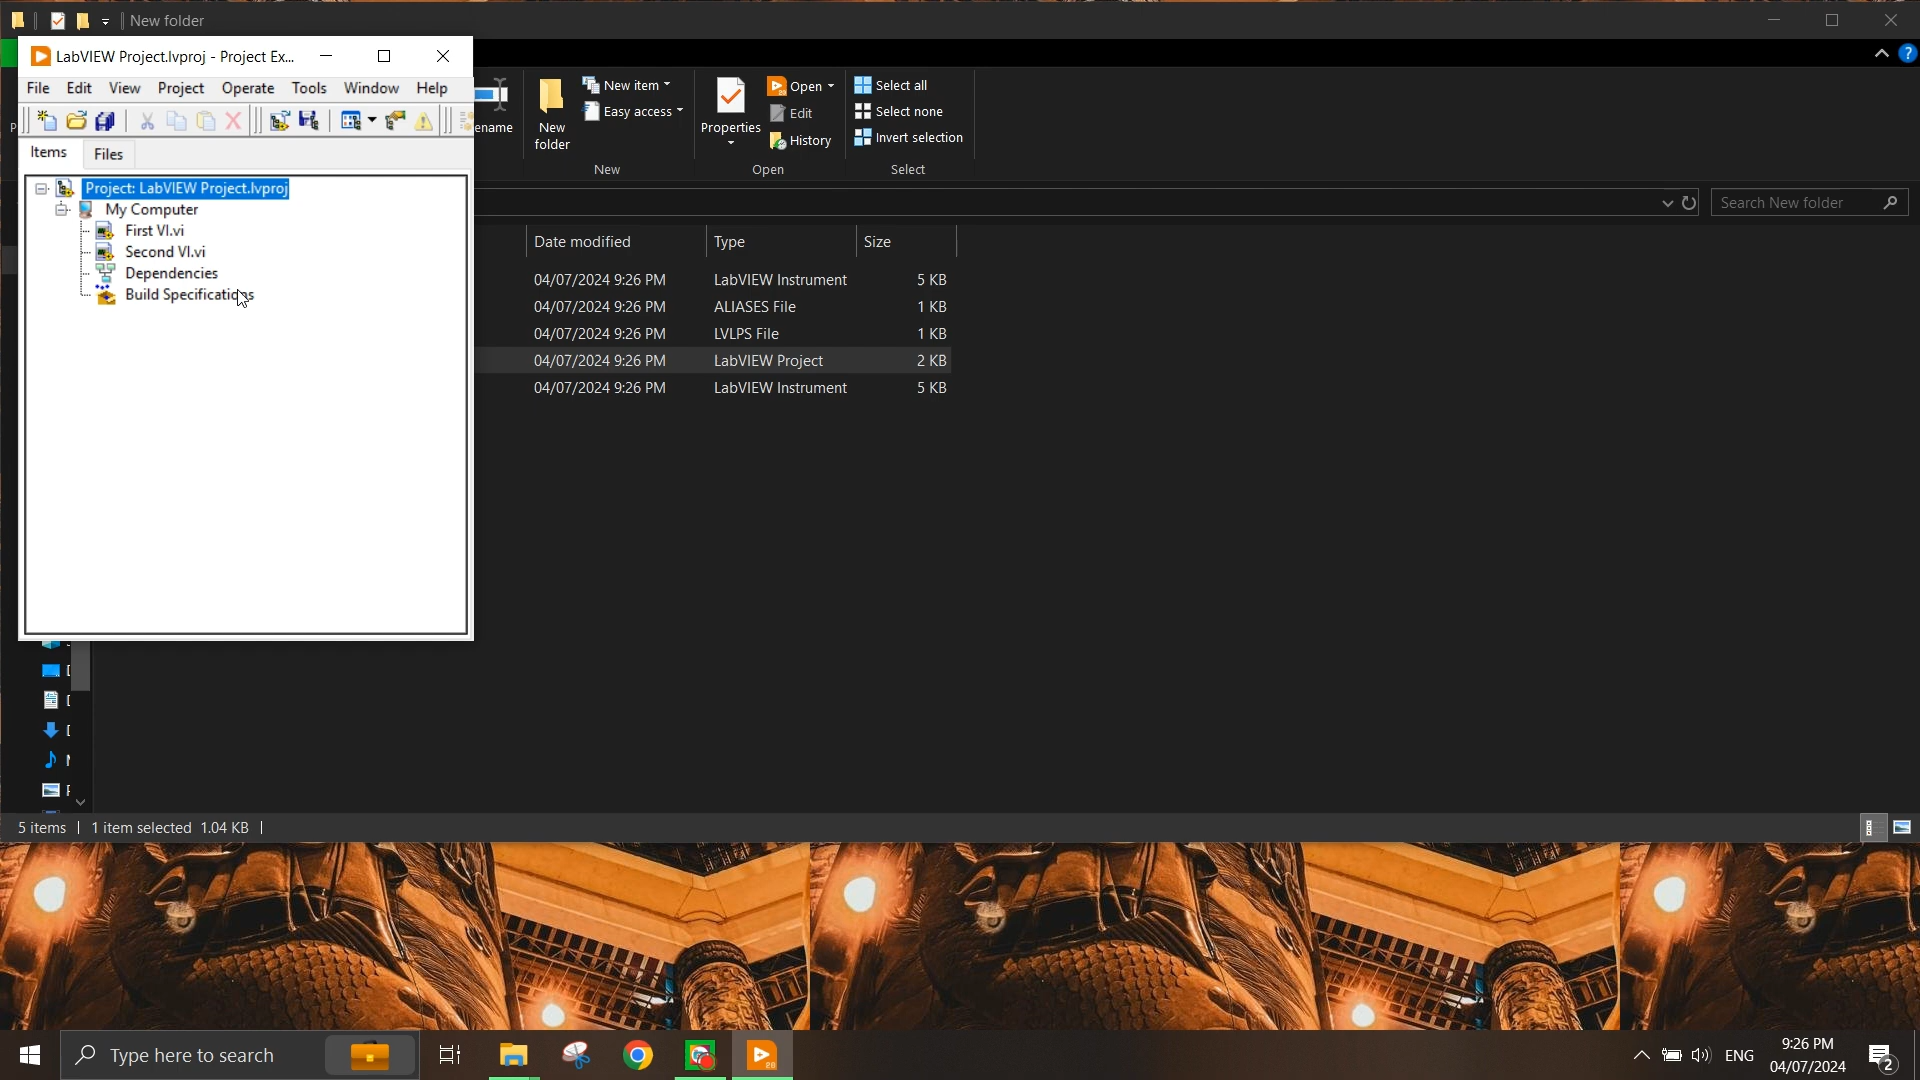 New folder
LabVIEW Project.lvproj - Project Ex...
File Edit View Project Operate Tools Window Help
Items Files
Project: LabVIEW Project.lvproj
My Computer
First VI.vi
Second VI.vi
Dependencies
Build Specifications
ename
New folder
New item
Easy access
New
Properties
Open
Edit
History
Open
Select all
Select none
Invert selection
Select
Search New folder
Date modified Type Size
04/07/2024 9:26 PM LabVIEW Instrument 5 KB
04/07/2024 9:26 PM ALIASES File 1 KB
04/07/2024 9:26 PM LVLPS File 1 KB
04/07/2024 9:26 PM LabVIEW Project 2 KB
04/07/2024 9:26 PM LabVIEW Instrument 5 KB
5 items 1 item selected 1.04 KB
Type here to search
ENG
9:26 PM
04/07/2024
2